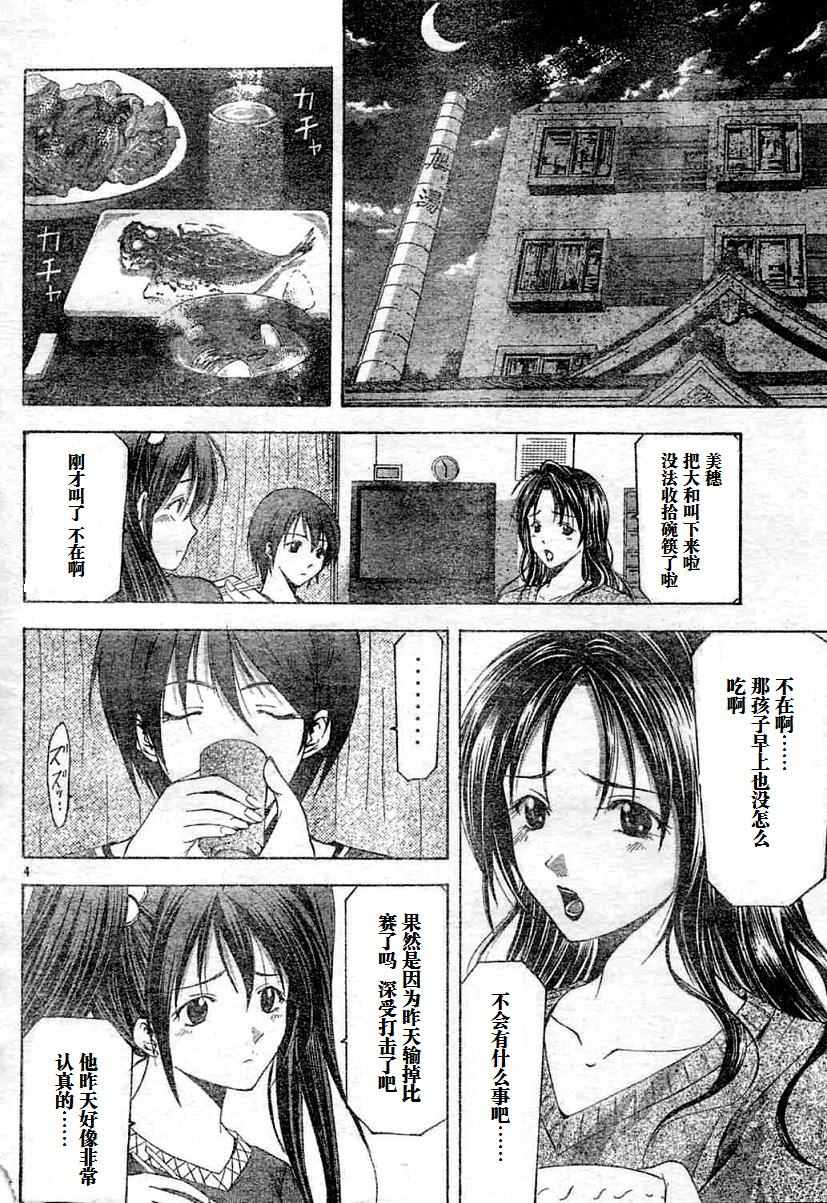 旭湯
カチャ
カチャ
美穗
把大和叫下来啦
没法收拾碗筷了啦
刚才叫了 不在啊
不在啊……
那孩子早上也没怎么
吃啊
不会有什么事吧……
………
ズズッ…
4
果然是因为昨天输掉比
赛了吗 深受打击了吧
他昨天好像非常
认真的……